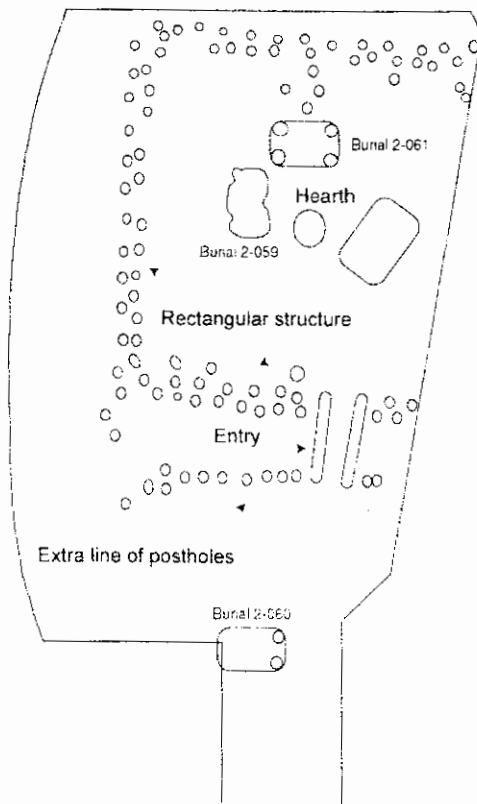 Burial 2-061
Hearth
Burial 2-059
Rectangular structure
Entry
Extra line of postholes
Burial 2-060